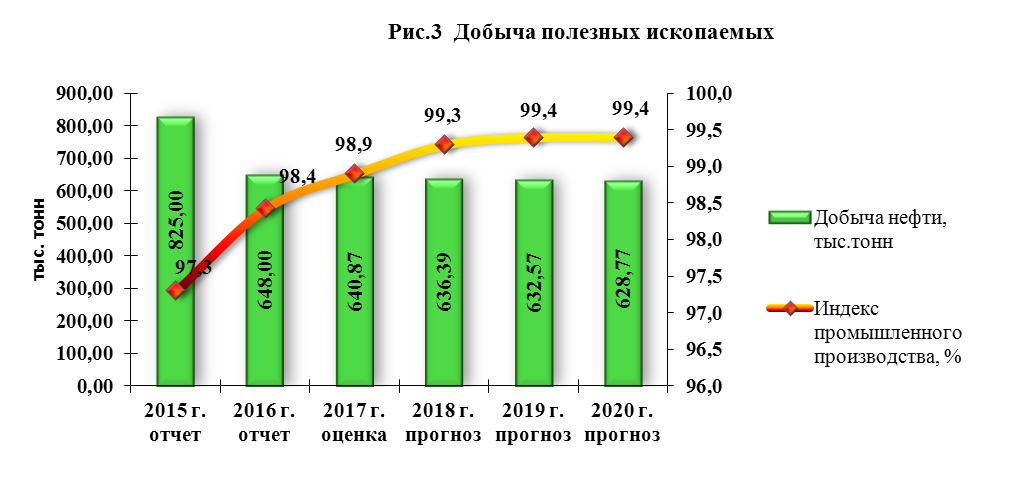 Рис.3  Добыча полезных ископаемых
900,00
800,00
700,00
600,00
500,00
400,00
300,00
200,00
100,00
0,00
тыс. тонн
825,00
648,00
640,87
636,39
632,57
628,77
97,3
98,4
98,9
99,3
99,4
99,4
100,0
99,5
99,0
98,5
98,0
97,5
97,0
96,5
96,0
2015 г.
отчет
2016 г.
отчет
2017 г.
оценка
2018 г.
прогноз
2019 г.
прогноз
2020 г.
прогноз
Добыча нефти,
тыс.тонн
Индекс
промышленного
производства, %